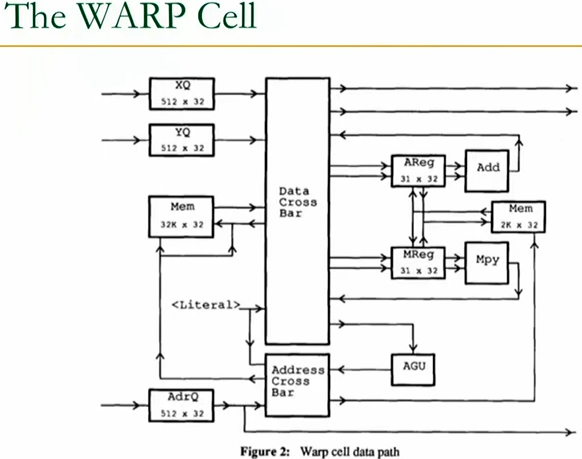 The WARP Cell
XQ
512 x 32
YQ
512 x 32
Mem
32K x 32
<Literal>
AdrQ
512 x 32
Data
Cross
Bar
Address
Cross
Bar
AReg
31 x 32
Add
Mem
2K x 32
MReg
31 x 32
Mpy
AGU
Figure 2: Warp cell data path